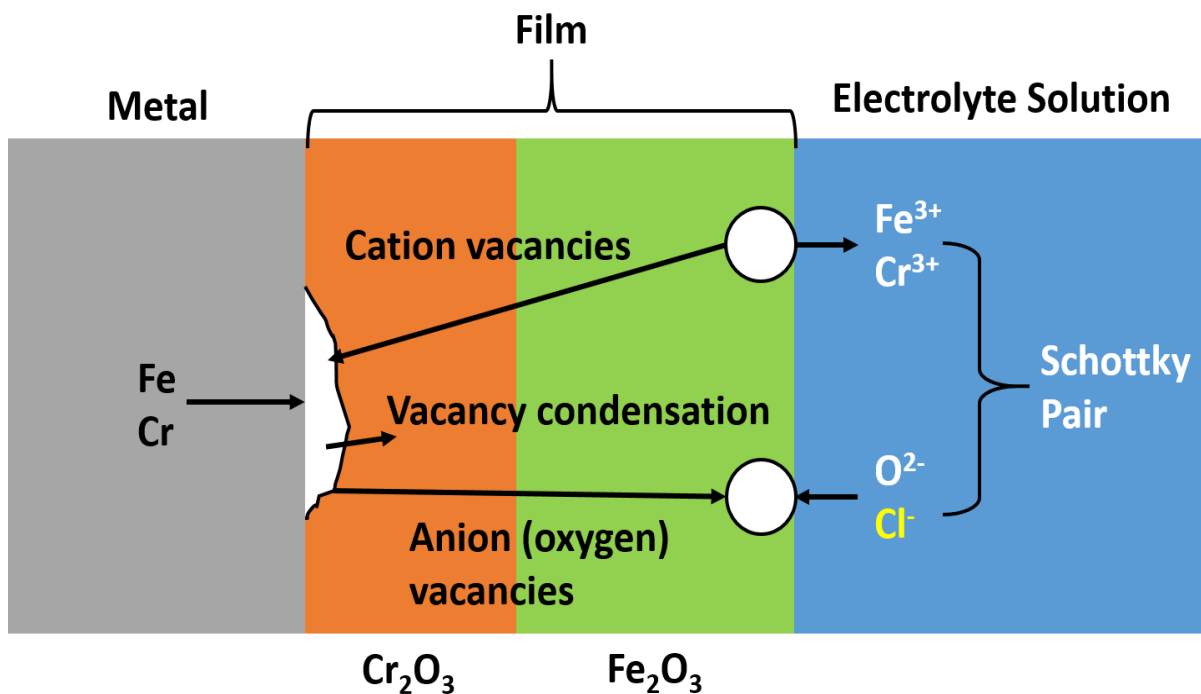 Film
Metal
Electrolyte Solution
Cation vacancies
Fe³⁺
Cr³⁺
Fe
Cr
Vacancy condensation
Schottky
Pair
O²⁻
Cl⁻
Anion (oxygen)
vacancies
Cr₂O₃
Fe₂O₃